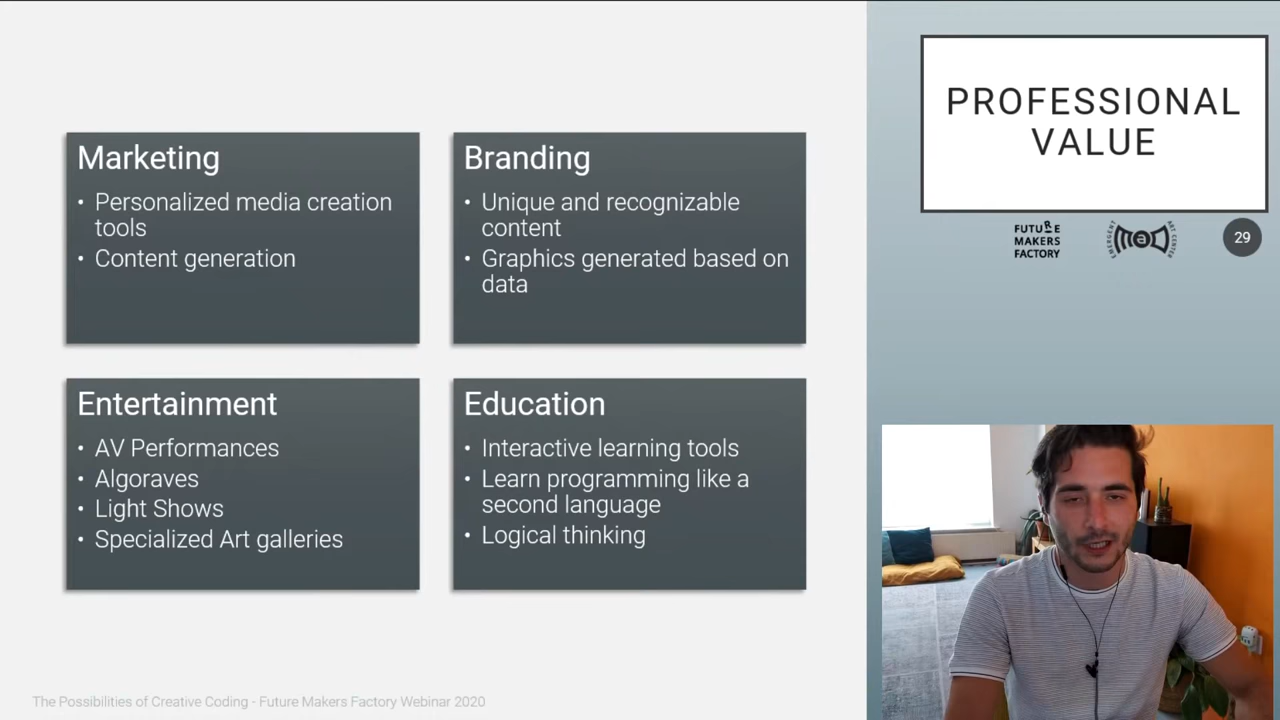 PROFESSIONAL
VALUE
FUTURE
MAKERS
FACTORY
29
Marketing
• Personalized media creation
tools
• Content generation
Branding
• Unique and recognizable
content
• Graphics generated based on
data
Entertainment
• AV Performances
• Algoraves
• Light Shows
• Specialized Art galleries
Education
• Interactive learning tools
• Learn programming like a
second language
• Logical thinking
The Possibilities of Creative Coding - Future Makers Factory Webinar 2020